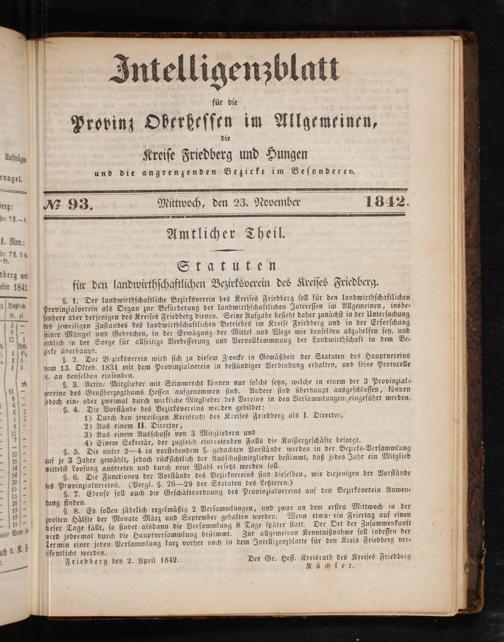 Intelligenzblatt
für die
Provinz Oberhessen im Allgemeinen,
die
Kreise Friedberg und Hungen
und die angrenzenden Bezirke im Besonderen.
№ 93. Mittwoch, den 23. November 1842.
Amtlicher Theil.
Statuten
für den landwirthschaftlichen Bezirksverein des Kreises Friedberg.
§. 1. Der landwirthschaftliche Bezirksverein des Kreises Friedberg soll für den landwirthschaftlichen
Provinzialverein als Organ zur Beförderung der landwirthschaftlichen Interessen im Allgemeinen, insbe-
sondere aber derjenigen des Kreises Friedberg dienen. Seine Aufgabe besteht daher zunächst in der Untersuchung
des jeweiligen Zustandes des landwirthschaftlichen Betriebes im Kreise Friedberg und in der Erforschung
seiner Mängel und Gebrechen, in der Erwägung der Mittel und Wege wie denselben abzuhelfen sey, und
endlich in der Sorge für allseitige Verbesserung und Vervollkommnung der Landwirthschaft in dem Be-
zirke überhaupt.
§. 2. Der Bezirksverein wird sich zu diesem Zwecke in Gemäßheit der Statuten des Hauptvereins
vom 13. Oktob. 1831 mit dem Provinzialverein in beständiger Verbindung erhalten, und seine Protocolle
ic. an denselben einsenden.
§. 3. Active Mitglieder mit Stimmrecht können nur solche seyn, welche in einem der 3 Provinzial-
vereine des Großherzogthums Hessen aufgenommen sind. Andere sind überhaupt ausgeschlossen, können
jedoch ein- oder zweimal durch wirkliche Mitglieder des Vereins in den Versammlungen eingeführt werden.
§. 4. Die Vorstände des Bezirksvereins werden gebildet:
1) Durch den jeweiligen Kreisrath des Kreises Friedberg als I. Director,
2) Aus einem II. Director,
3) Aus einem Ausschusse von 3 Mitgliedern und
4) Einem Secretär, der zugleich eintretenden Falls die Kassiergeschäfte besorgt.
§. 5. Die unter 2—4 in vorstehendem §. gedachten Vorstände werden in der Bezirks-Versammlung
auf je 3 Jahre gewählt, jedoch rücksichtlich der Ausschußmitglieder bestimmt, daß jedes Jahr ein Mitglied
mittelst Loosung austreten und durch neue Wahl ersetzt werden soll.
§. 6. Die Functionen der Vorstände des Bezirksvereins sind dieselben, wie diejenigen der Vorstände
des Provinzialvereins. (Vergl. §. 26—29 der Statuten des Letzteren.)
§. 7. Ebenso soll auch die Geschäftsordnung des Provinzialvereins auf den Bezirksverein Anwen-
dung finden.
§. 8. Es sollen jährlich regelmäßig 2 Versammlungen, und zwar an dem ersten Mittwoch in der
zweiten Hälfte der Monate März und September gehalten werden. Wenn etwa ein Feiertag auf einen
dieser Tage fällt, so findet alsdann die Versammlung 8 Tage später statt. Der Ort der Zusammenkunft
wird jedesmal durch die Hauptversammlung bestimmt. Zur allgemeinen Kenntnißnahme soll indessen der
Termin einer jeden Versammlung kurz vorher noch in dem Intelligenzblatte für den Kreis Friedberg ver-
öffentlicht werden.
Friedberg den 2. April 1842. Der Gr. Hess. Kreisrath des Kreises Friedberg
Küchler.